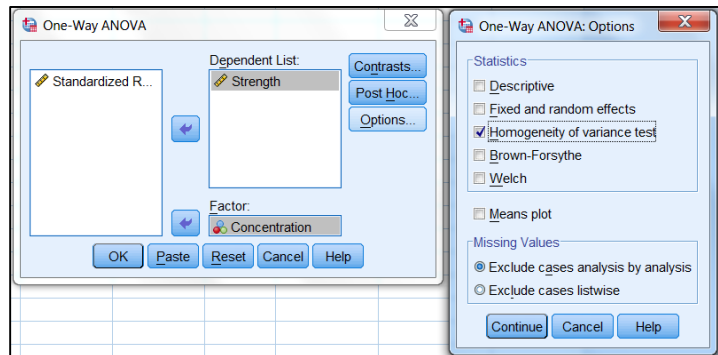 One-Way ANOVA
Standardized R...
Dependent List:
Strength
Contrasts...
Post Hoc...
Options...
Factor:
Concentration
OK
Paste
Reset
Cancel
Help
One-Way ANOVA: Options
Statistics
Descriptive
Fixed and random effects
Homogeneity of variance test
Brown-Forsythe
Welch
Means plot
Missing Values
Exclude cases analysis by analysis
Exclude cases listwise
Continue
Cancel
Help